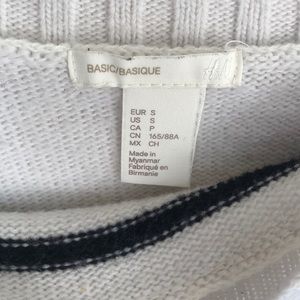 BASIC/BASIQUE
EUR S
US S
CA P
CN 165/88A
MX CH
Made in
Myanmar
Fabriqué en
Birmanie